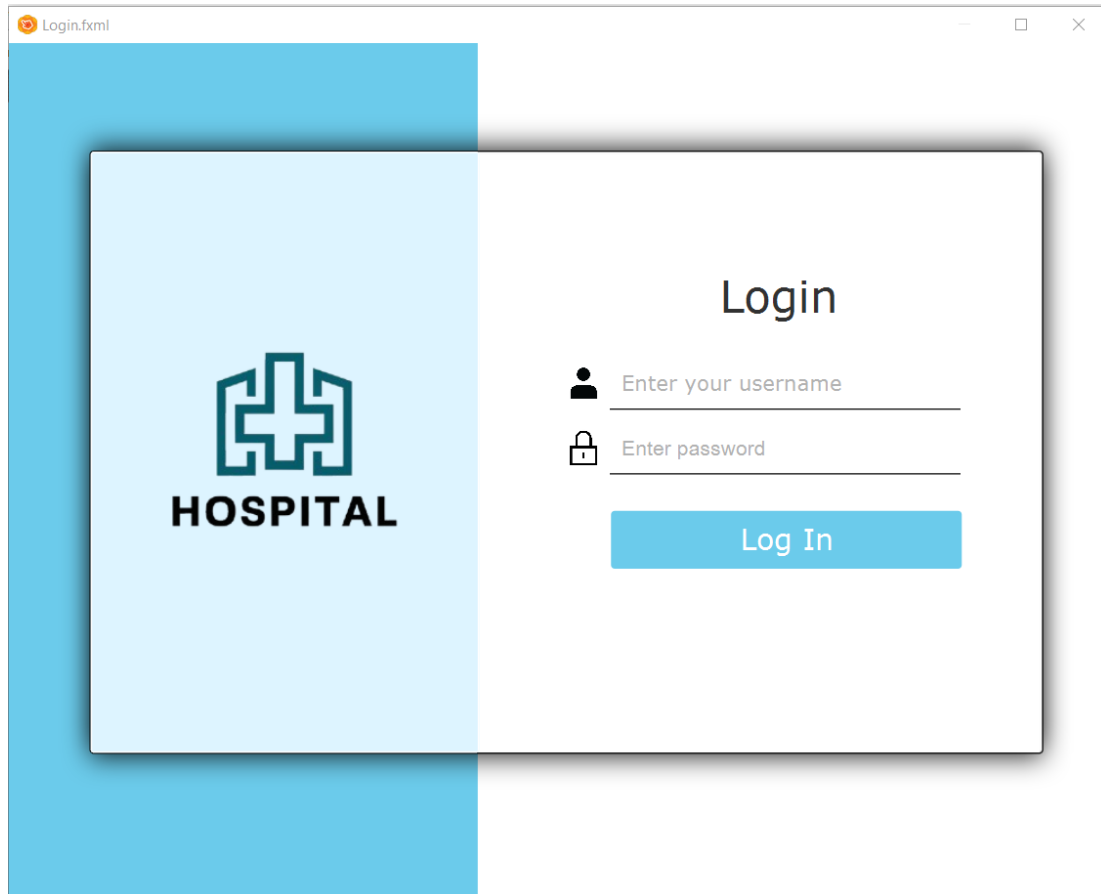 Login.fxml
Login
Enter your username
Enter password
Log In
HOSPITAL